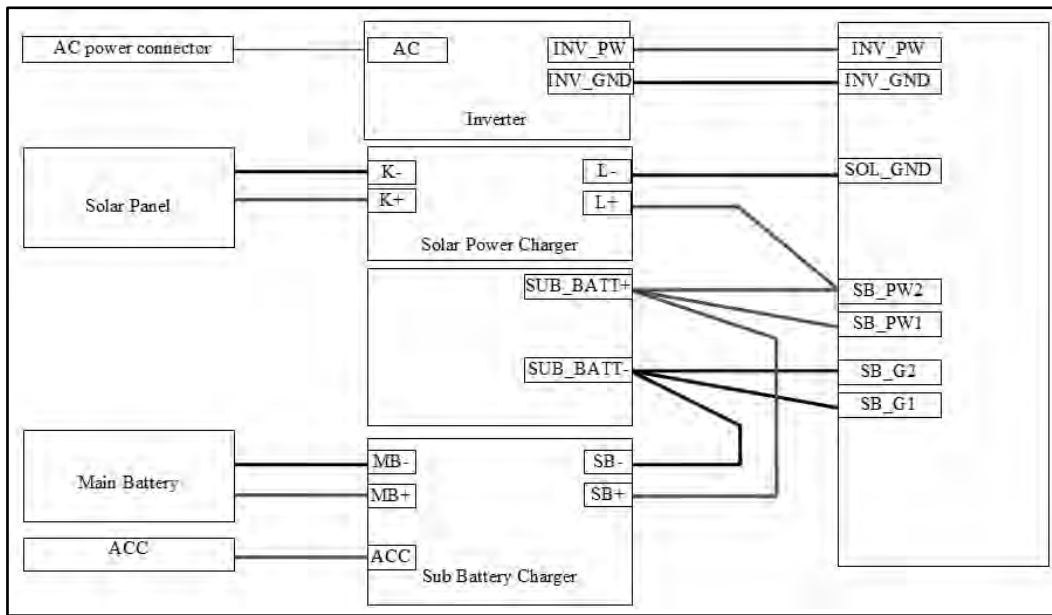 AC power connector
AC
INV_PW
INV_GND
Inverter
INV_PW
INV_GND
Solar Panel
K-
K+
L-
L+
Solar Power Charger
SOL_GND
SUB_BATT+
SUB_BATT-
SB_PW2
SB_PW1
SB_G2
SB_G1
Main Battery
ACC
MB-
MB+
ACC
SB-
SB+
Sub Battery Charger